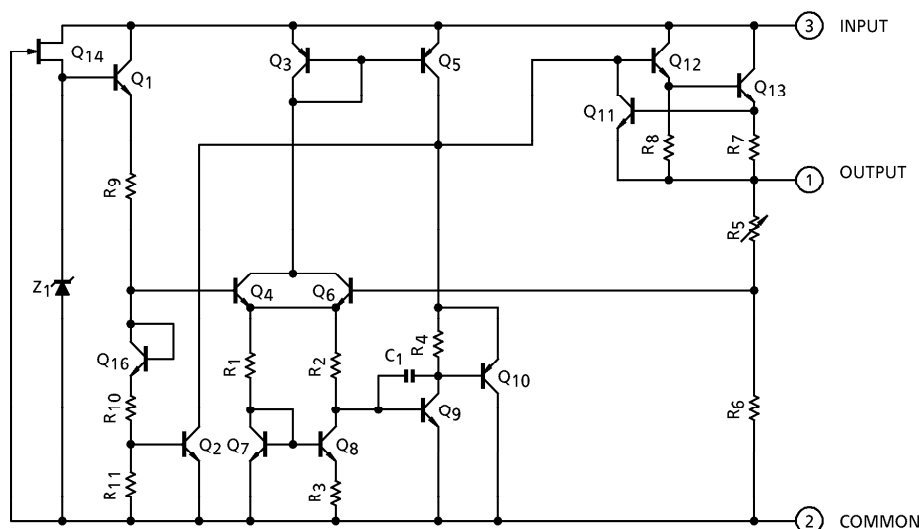 3 INPUT
Q14
Q1
Q3
Q5
Q12
Q13
Q11
R8
R7
1 OUTPUT
R9
R5
Z1
Q4
Q6
Q16
R1
R2
C1
R4
Q10
R10
Q9
R6
Q2
Q7
Q8
R11
R3
2 COMMON